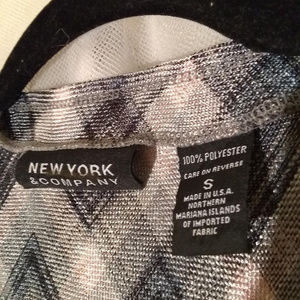 NEW YORK
& COMPANY
100% POLYESTER
CARE ON REVERSE
S
MADE IN U.S.A.
NORTHERN
MARIANA ISLANDS
OF IMPORTED
FABRIC